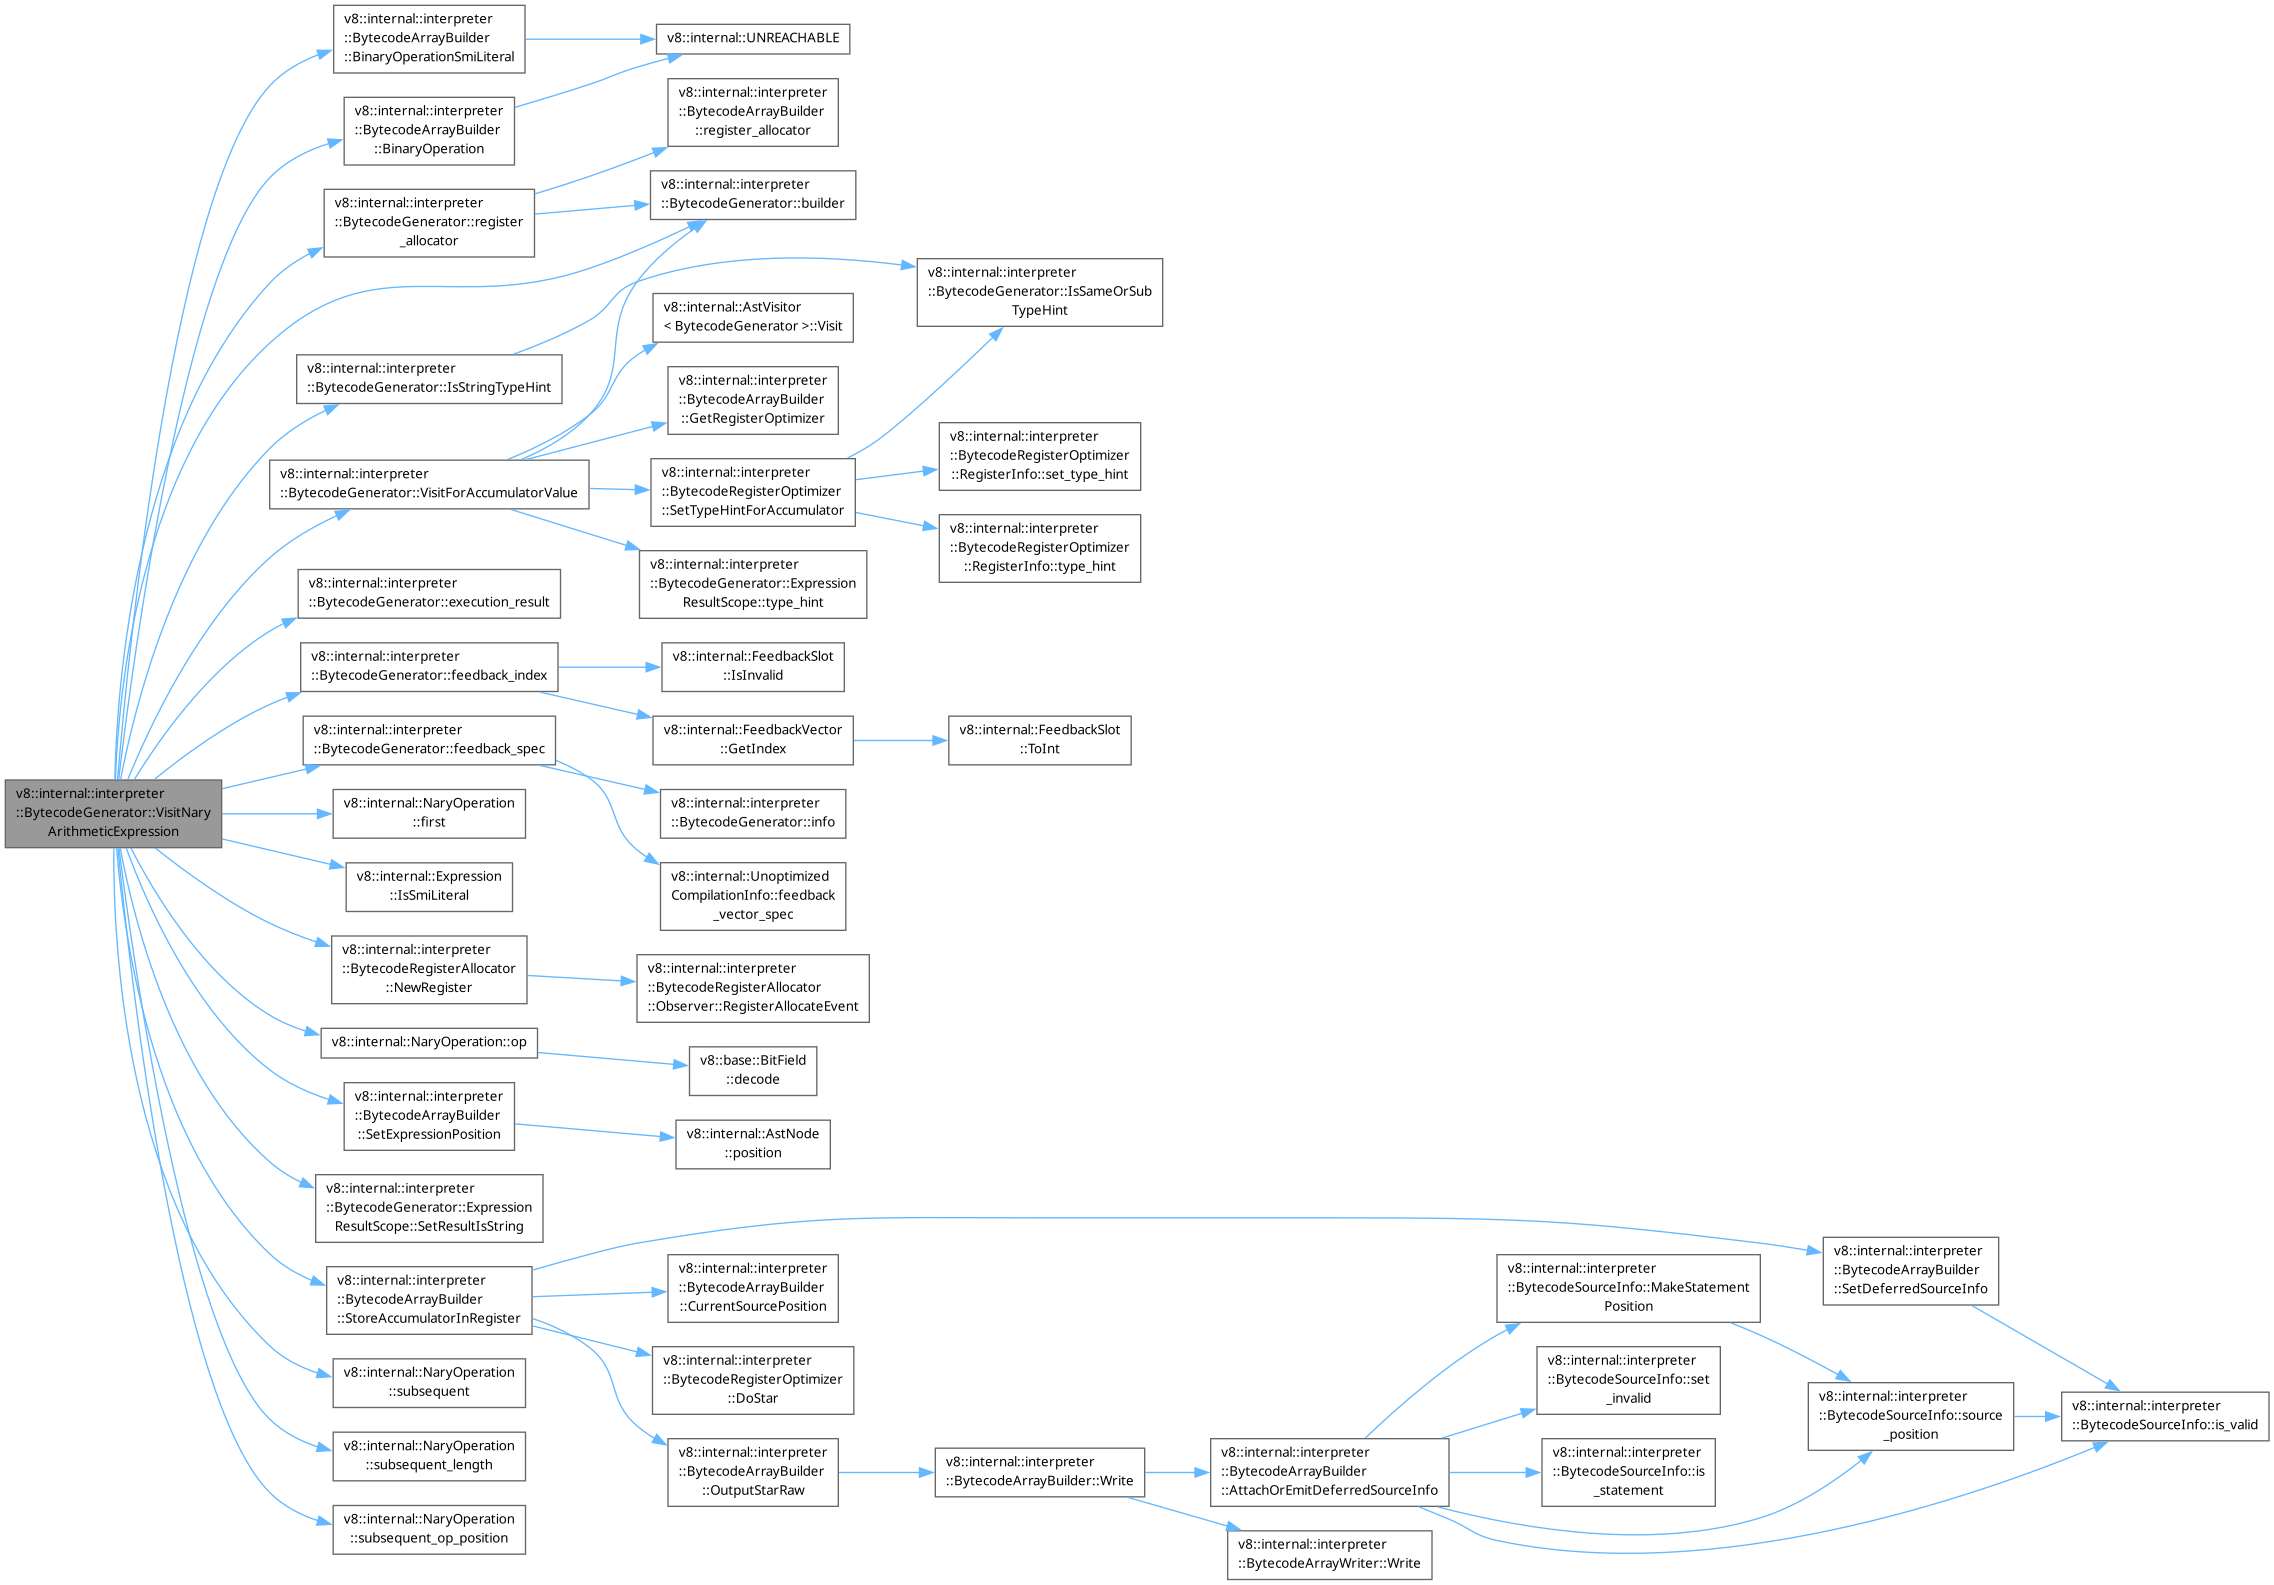 v8::internal::interpreter
::BytecodeGenerator::VisitNary
ArithmeticExpression
v8::internal::interpreter
::BytecodeArrayBuilder
::BinaryOperationSmiLiteral
v8::internal::UNREACHABLE
v8::internal::interpreter
::BytecodeArrayBuilder
::BinaryOperation
v8::internal::interpreter
::BytecodeArrayBuilder
::register_allocator
v8::internal::interpreter
::BytecodeGenerator::register
_allocator
v8::internal::interpreter
::BytecodeGenerator::builder
v8::internal::interpreter
::BytecodeGenerator::IsSameOrSub
TypeHint
v8::internal::AstVisitor
< BytecodeGenerator >::Visit
v8::internal::interpreter
::BytecodeGenerator::IsStringTypeHint
v8::internal::interpreter
::BytecodeArrayBuilder
::GetRegisterOptimizer
v8::internal::interpreter
::BytecodeRegisterOptimizer
::RegisterInfo::set_type_hint
v8::internal::interpreter
::BytecodeGenerator::VisitForAccumulatorValue
v8::internal::interpreter
::BytecodeRegisterOptimizer
::SetTypeHintForAccumulator
v8::internal::interpreter
::BytecodeRegisterOptimizer
::RegisterInfo::type_hint
v8::internal::interpreter
::BytecodeGenerator::Expression
ResultScope::type_hint
v8::internal::interpreter
::BytecodeGenerator::execution_result
v8::internal::interpreter
::BytecodeGenerator::feedback_index
v8::internal::FeedbackSlot
::IsInvalid
v8::internal::interpreter
::BytecodeGenerator::feedback_spec
v8::internal::FeedbackVector
::GetIndex
v8::internal::FeedbackSlot
::ToInt
v8::internal::NaryOperation
::first
v8::internal::interpreter
::BytecodeGenerator::info
v8::internal::Expression
::IsSmiLiteral
v8::internal::Unoptimized
CompilationInfo::feedback
_vector_spec
v8::internal::interpreter
::BytecodeRegisterAllocator
::NewRegister
v8::internal::interpreter
::BytecodeRegisterAllocator
::Observer::RegisterAllocateEvent
v8::internal::NaryOperation::op
v8::base::BitField
::decode
v8::internal::interpreter
::BytecodeArrayBuilder
::SetExpressionPosition
v8::internal::AstNode
::position
v8::internal::interpreter
::BytecodeGenerator::Expression
ResultScope::SetResultIsString
v8::internal::interpreter
::BytecodeArrayBuilder
::StoreAccumulatorInRegister
v8::internal::interpreter
::BytecodeArrayBuilder
::CurrentSourcePosition
v8::internal::interpreter
::BytecodeSourceInfo::MakeStatement
Position
v8::internal::interpreter
::BytecodeArrayBuilder
::SetDeferredSourceInfo
v8::internal::NaryOperation
::subsequent
v8::internal::interpreter
::BytecodeRegisterOptimizer
::DoStar
v8::internal::interpreter
::BytecodeSourceInfo::set
_invalid
v8::internal::interpreter
::BytecodeSourceInfo::source
_position
v8::internal::interpreter
::BytecodeSourceInfo::is_valid
v8::internal::NaryOperation
::subsequent_length
v8::internal::interpreter
::BytecodeArrayBuilder
::OutputStarRaw
v8::internal::interpreter
::BytecodeArrayBuilder::Write
v8::internal::interpreter
::BytecodeArrayBuilder
::AttachOrEmitDeferredSourceInfo
v8::internal::interpreter
::BytecodeSourceInfo::is
_statement
v8::internal::NaryOperation
::subsequent_op_position
v8::internal::interpreter
::BytecodeArrayWriter::Write